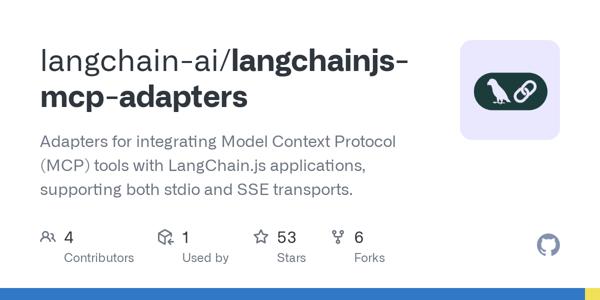 langchain-ai/langchainjs-
mcp-adapters
Adapters for integrating Model Context Protocol
(MCP) tools with LangChain.js applications,
supporting both stdio and SSE transports.
4 1 53 6
Contributors Used by Stars Forks